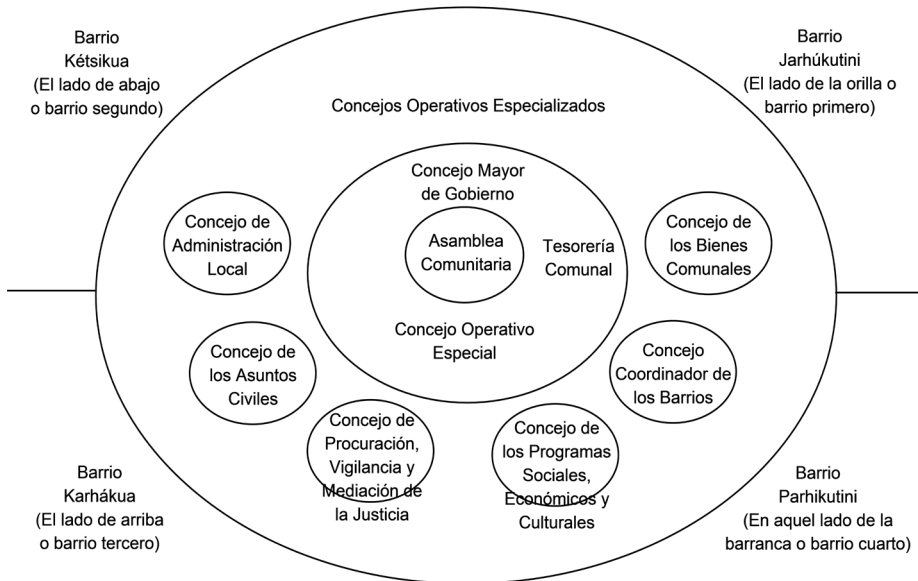 Barrio
Kétsikua
(El lado de abajo
o barrio segundo)
Barrio
Jarhúkutini
(El lado de la orilla o
barrio primero)
Concejos Operativos Especializados
Concejo Mayor
de Gobierno
Asamblea
Comunitaria
Tesorería
Comunal
Concejo Operativo
Especial
Concejo de
Administración
Local
Concejo de
los Bienes
Comunales
Concejo de
los Asuntos
Civiles
Concejo
Coordinador de
los Barrios
Concejo de
Procuración,
Vigilancia y
Mediación de
la Justicia
Concejo de
los Programas
Sociales,
Económicos y
Culturales
Barrio
Karhákua
(El lado de arriba
o barrio tercero)
Barrio
Parhikutini
(En aquel lado de la
barranca o barrio cuarto)